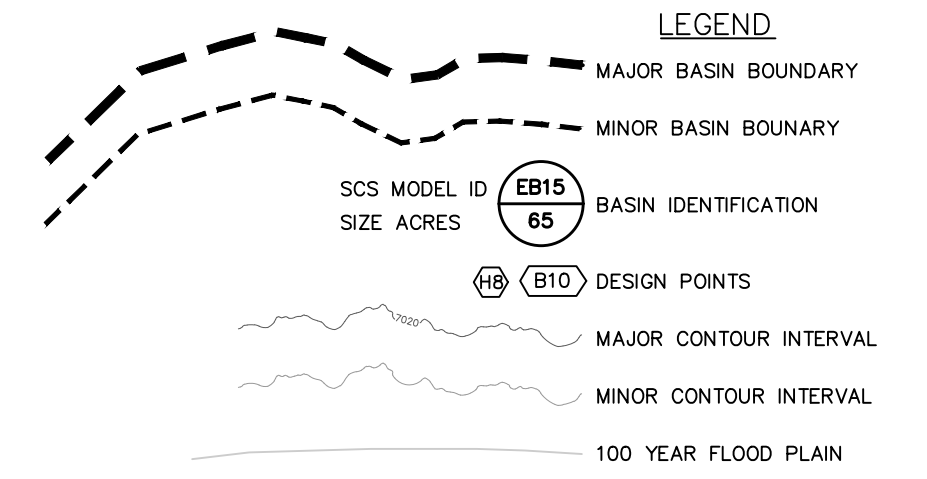 LEGEND
MAJOR BASIN BOUNDARY
MINOR BASIN BOUNARY
SCS MODEL ID EB15
SIZE ACRES 65
BASIN IDENTIFICATION
H8 B10 DESIGN POINTS
7020
MAJOR CONTOUR INTERVAL
MINOR CONTOUR INTERVAL
100 YEAR FLOOD PLAIN